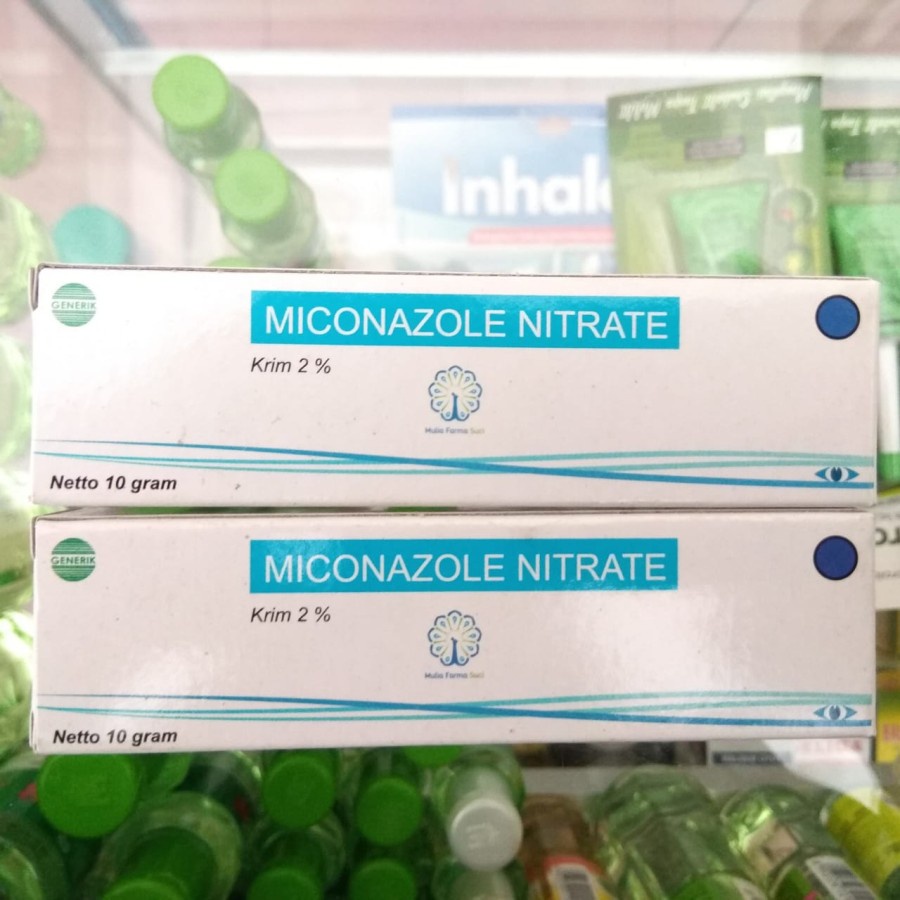 Inhale
GENERIK
MICONAZOLE NITRATE
Krim 2 %
Mulia Farma Suci
Netto 10 gram
GENERIK
MICONAZOLE NITRATE
Krim 2 %
Mulia Farma Suci
Netto 10 gram